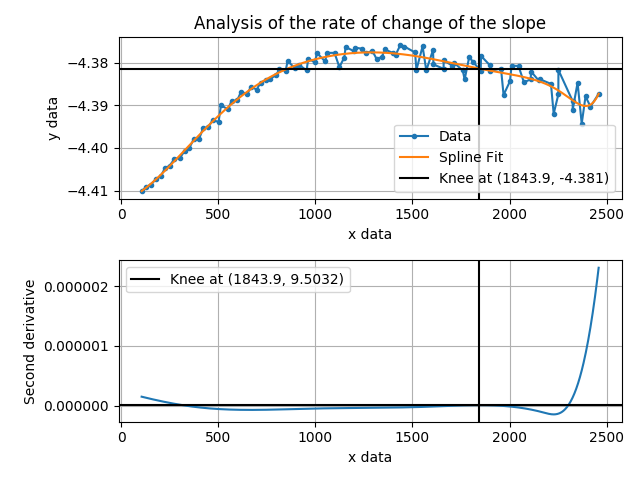 Analysis of the rate of change of the slope
−4.38
−4.39
−4.40
−4.41
y data
Data
Spline Fit
Knee at (1843.9, -4.381)
0
500
1000
1500
2000
2500
x data
Knee at (1843.9, 9.5032)
0.000002
0.000001
0.000000
Second derivative
0
500
1000
1500
2000
2500
x data